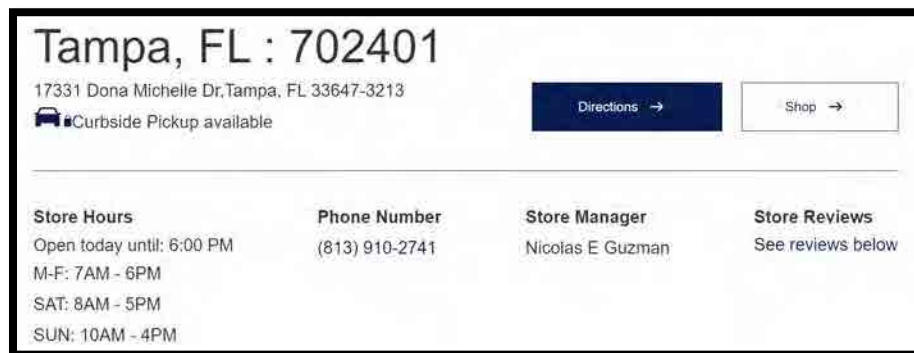 Tampa, FL : 702401
17331 Dona Michelle Dr,Tampa, FL 33647-3213
Curbside Pickup available
Directions →
Shop →
Store Hours
Open today until: 6:00 PM
M-F: 7AM - 6PM
SAT: 8AM - 5PM
SUN: 10AM - 4PM
Phone Number
(813) 910-2741
Store Manager
Nicolas E Guzman
Store Reviews
See reviews below